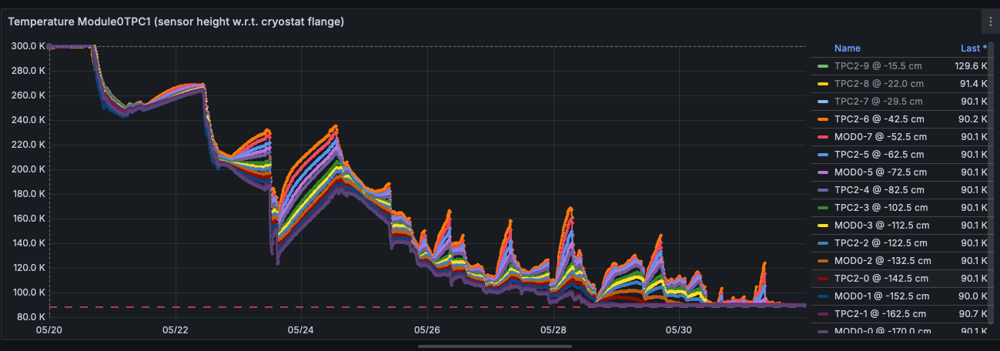 Temperature Module0TPC1 (sensor height w.r.t. cryostat flange)
300.0 K
280.0 K
260.0 K
240.0 K
220.0 K
200.0 K
180.0 K
160.0 K
140.0 K
120.0 K
100.0 K
80.0 K
05/20 05/22 05/24 05/26 05/28 05/30
Name Last *
TPC2-9 @ -15.5 cm 129.6 K
TPC2-8 @ -22.0 cm 91.4 K
TPC2-7 @ -29.5 cm 90.1 K
TPC2-6 @ -42.5 cm 90.2 K
MOD0-7 @ -52.5 cm 90.1 K
TPC2-5 @ -62.5 cm 90.1 K
MOD0-5 @ -72.5 cm 90.1 K
TPC2-4 @ -82.5 cm 90.1 K
TPC2-3 @ -102.5 cm 90.1 K
MOD0-3 @ -112.5 cm 90.1 K
TPC2-2 @ -122.5 cm 90.1 K
MOD0-2 @ -132.5 cm 90.1 K
TPC2-0 @ -142.5 cm 90.1 K
MOD0-1 @ -152.5 cm 90.0 K
TPC2-1 @ -162.5 cm 90.7 K
MOD0-0 @ -170.0 cm 90.1 K